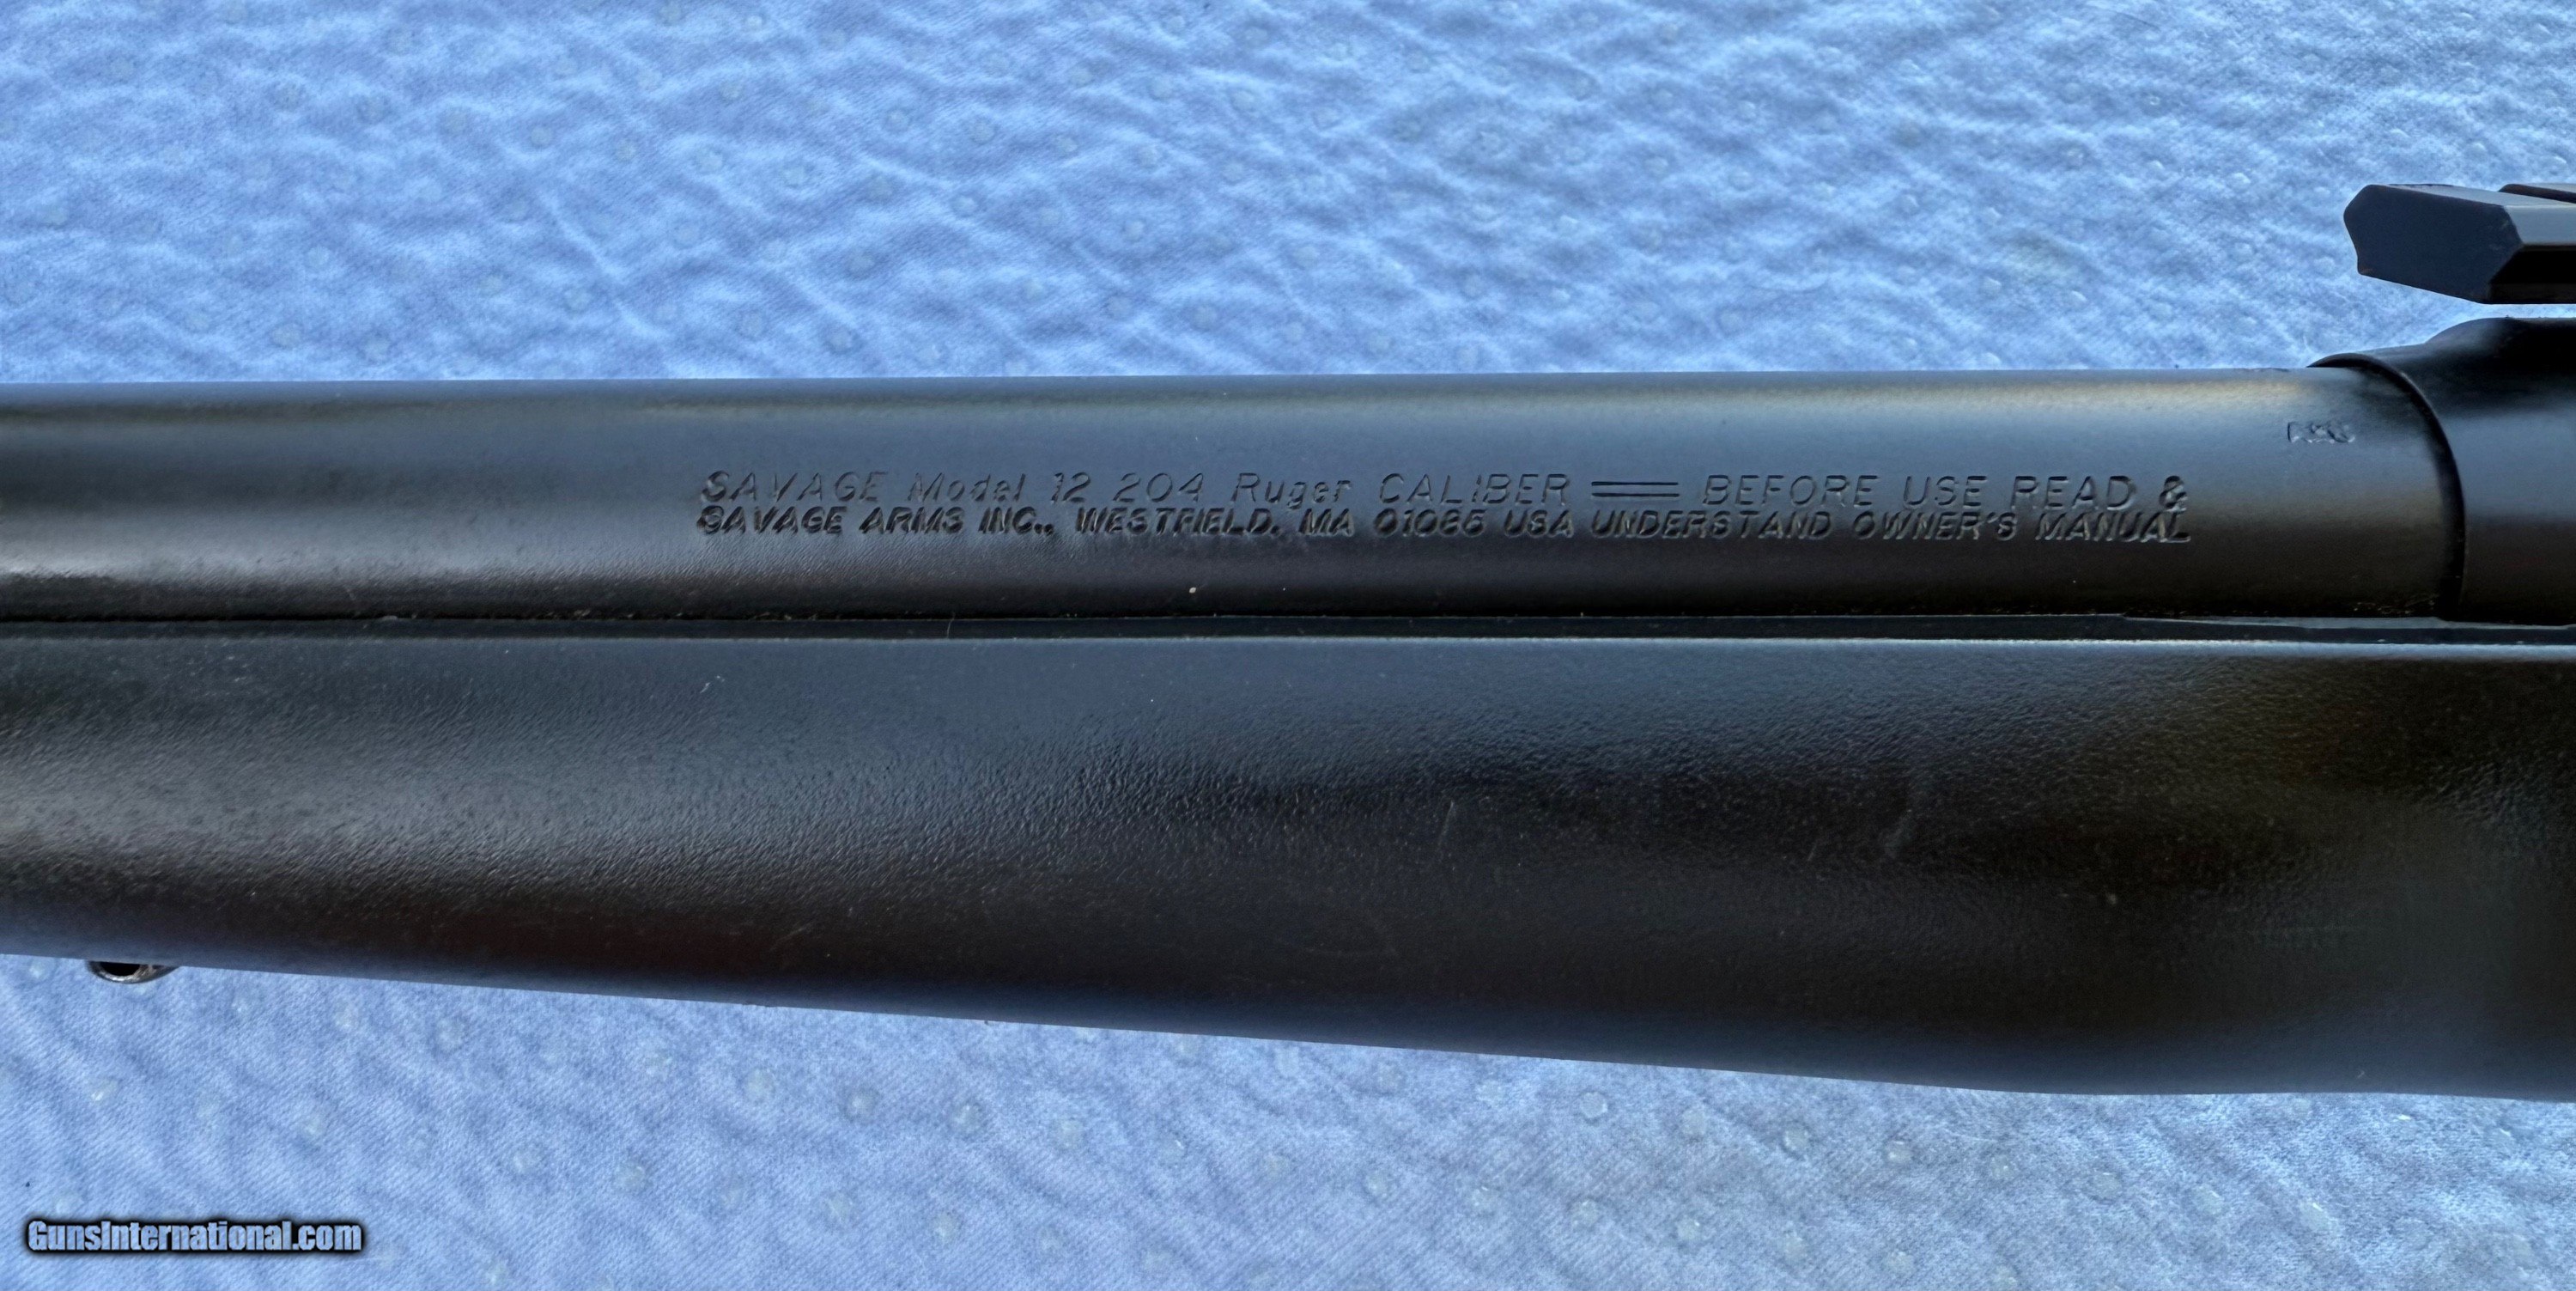 SAVAGE Model 12 204 Ruger CALIBER == BEFORE USE READ &
SAVAGE ARMS INC., WESTFIELD, MA 01085 USA UNDERSTAND OWNER'S MANUAL
GunsInternational.com